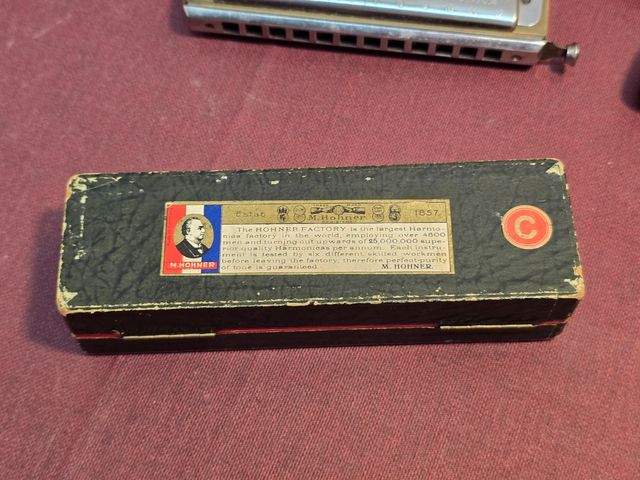 Estab. M. Hohner 1857.
The HOHNER FACTORY is the largest Harmo-
nica factory in the world, employing over 4800
men and turning out upwards of 25,000,000 supe-
rior quality Harmonicas per annum. Each instru-
ment is tested by six different skilled workmen
before leaving the factory, therefore perfect purity
of tone is guaranteed. M. HOHNER.
M. HOHNER
C